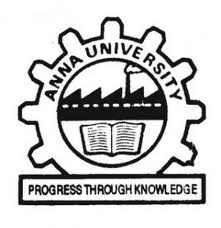 ANNA UNIVERSITY
PROGRESS THROUGH KNOWLEDGE